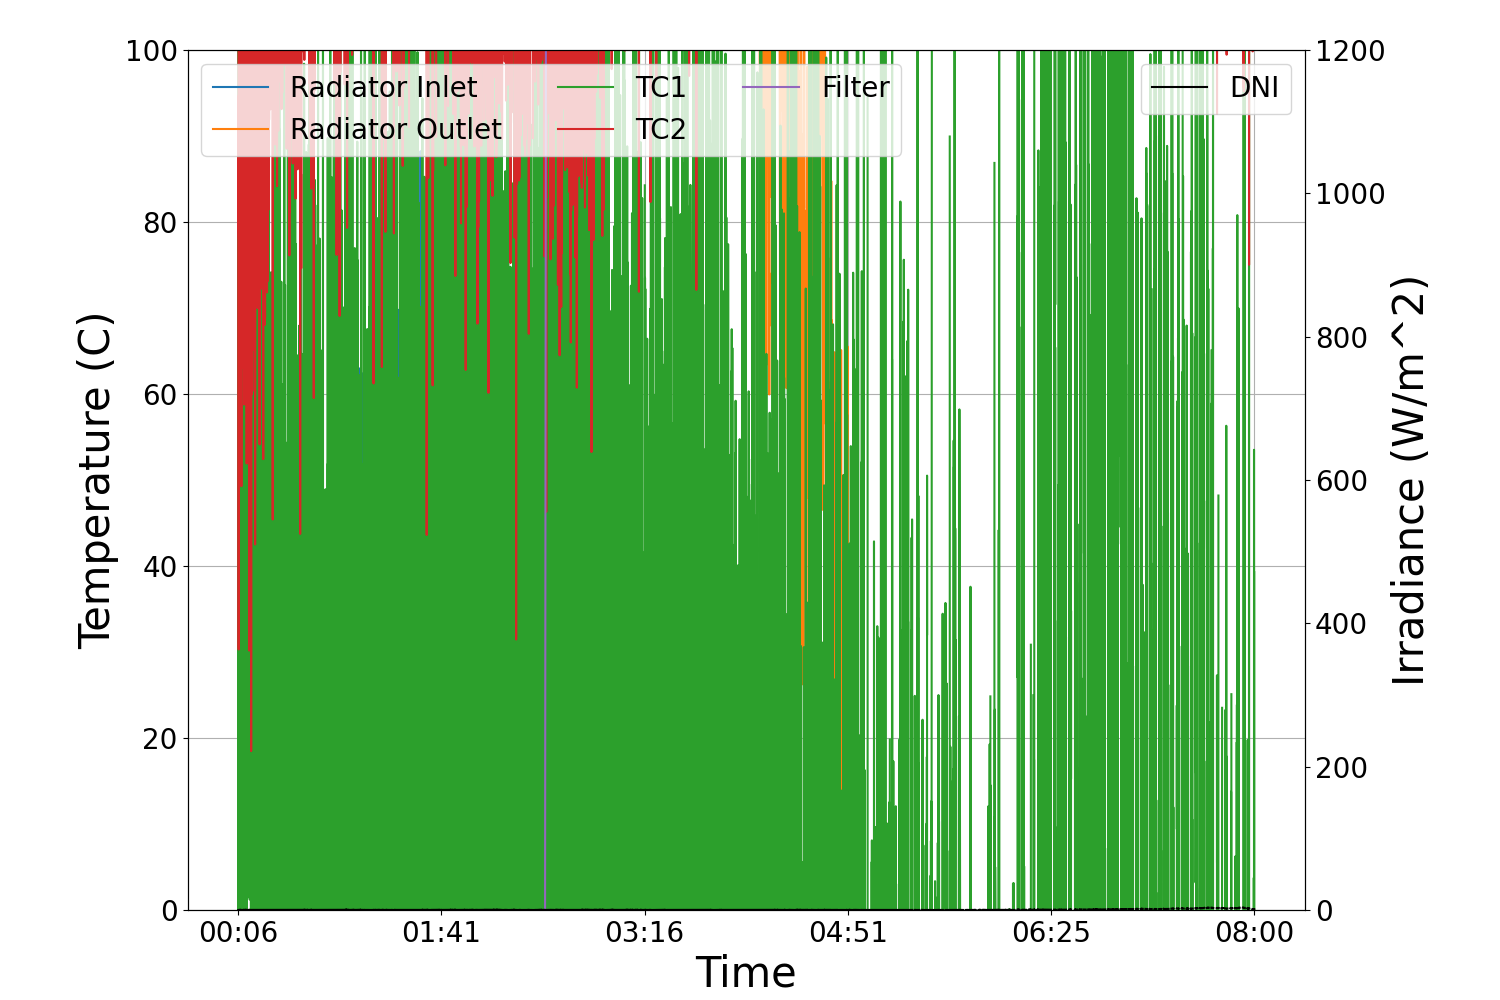 100
80
60
40
20
0
Temperature (C)
Radiator Inlet
Radiator Outlet
TC1
TC2
Filter
DNI
1200
1000
800
600
400
200
0
Irradiance (W/m^2)
00:06 01:41 03:16 04:51 06:25 08:00
Time